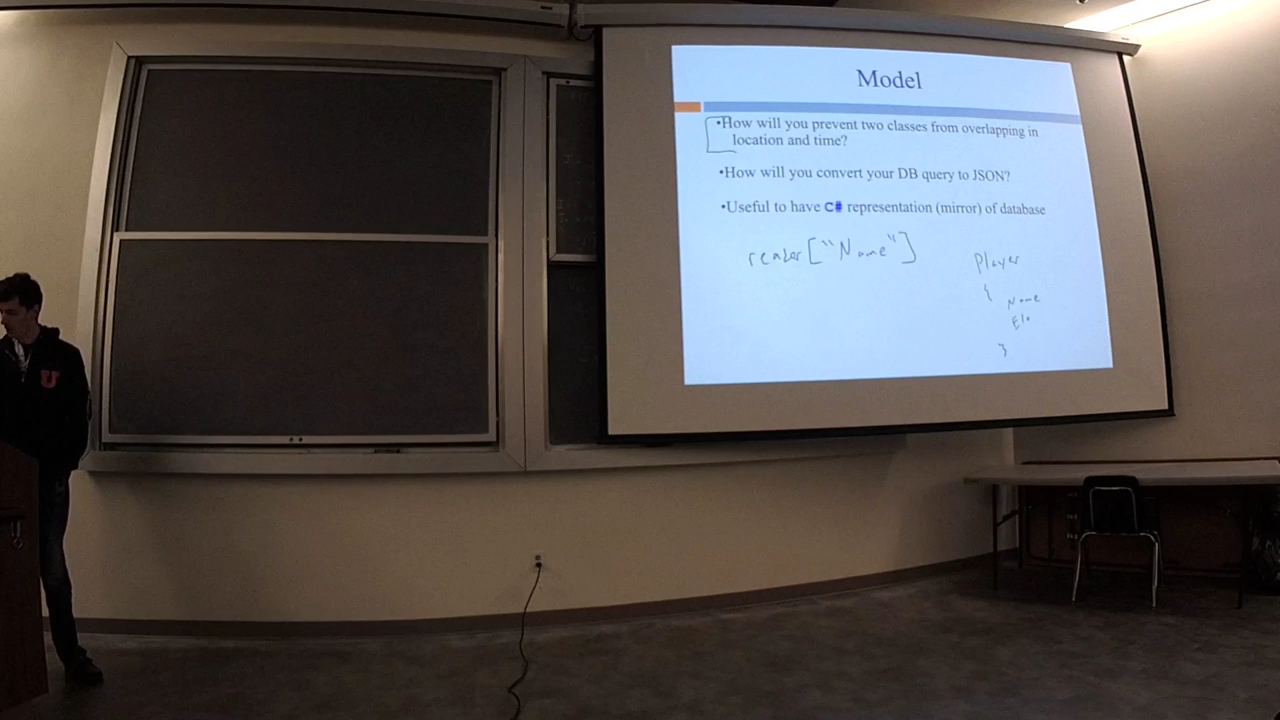 Model
•How will you prevent two classes from overlapping in
location and time?
•How will you convert your DB query to JSON?
•Useful to have C# representation (mirror) of database
reader["Name"]
Player
{
Name
Elo
}
U